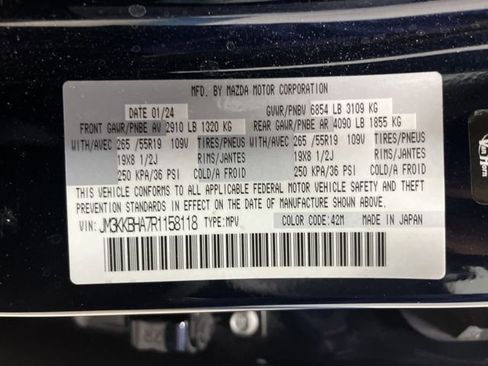 MFD. BY MAZDA MOTOR CORPORATION
DATE 01/24 GVWR/PNBV 6854 LB 3109 KG
FRONT GAWR/PNBE AV 2910 LB 1320 KG REAR GAWR/PNBE AR 4090 LB 1855 KG
WITH/AVEC 265 /55R19 109V TIRES/PNEUS WITH/AVEC 265 /55R19 109V TIRES/PNEUS
19X8 1/2J RIMS/JANTES 19X8 1/2J RIMS/JANTES
250 KPA/36 PSI COLD/A FROID 250 KPA/36 PSI COLD/A FROID
THIS VEHICLE CONFORMS TO ALL APPLICABLE FEDERAL MOTOR VEHICLE SAFETY AND THEFT
PREVENTION STANDARDS IN EFFECT ON THE DATE OF MANUFACTURE SHOWN ABOVE.
VIN: JM3KKBHA7R1158118 TYPE:MPV COLOR CODE:42M MADE IN JAPAN
Van Horn